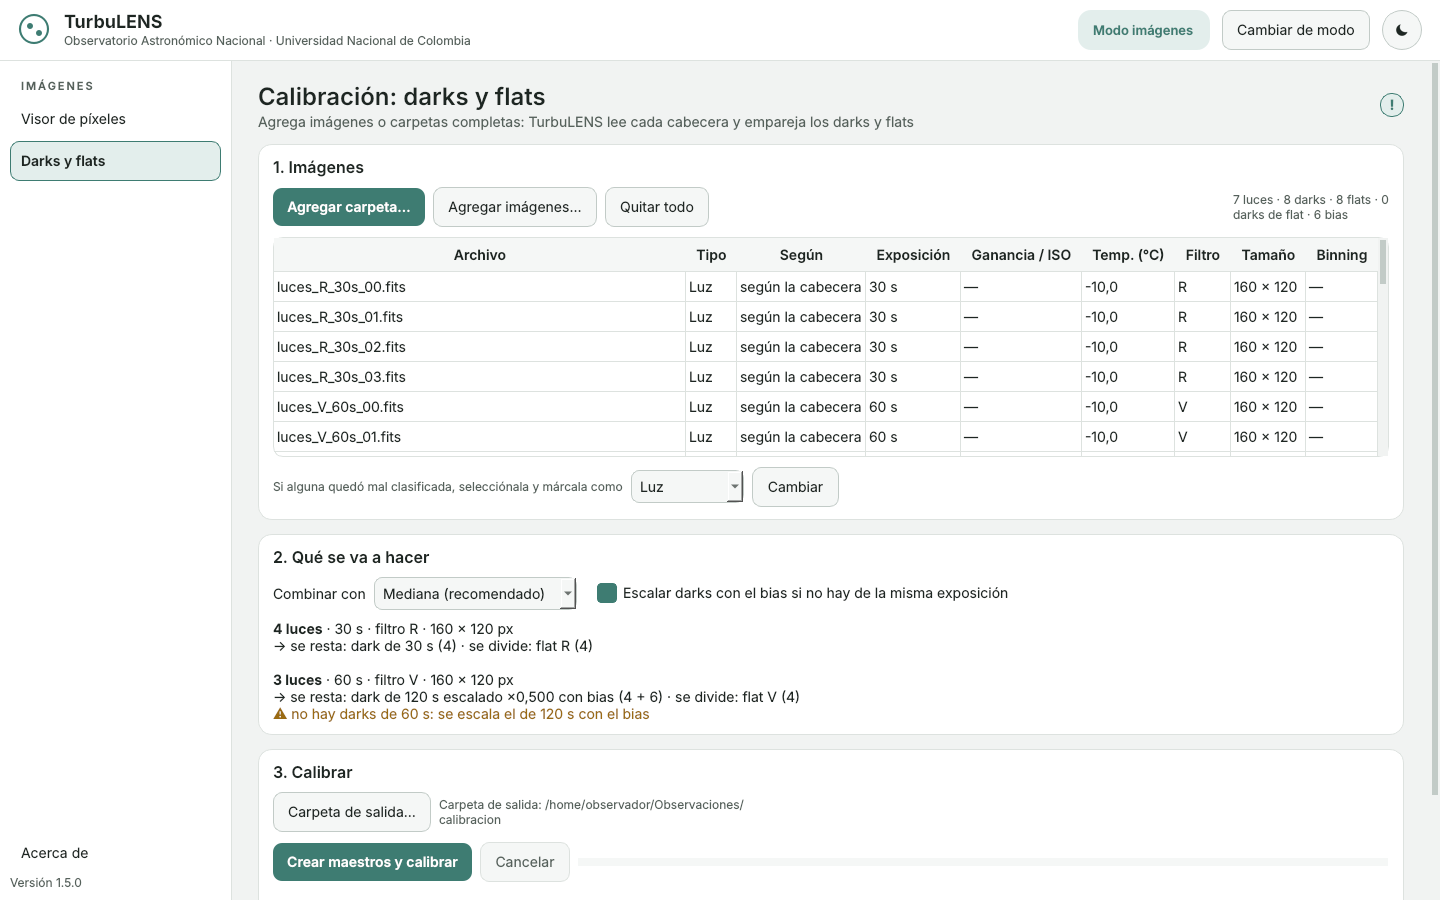 TurbuLENS
Observatorio Astronómico Nacional · Universidad Nacional de Colombia
Modo imágenes
Cambiar de modo
IMÁGENES
Visor de píxeles
Darks y flats
Acerca de
Versión 1.5.0
Calibración: darks y flats
Agrega imágenes o carpetas completas: TurbuLENS lee cada cabecera y empareja los darks y flats
!
1. Imágenes
Agregar carpeta... Agregar imágenes... Quitar todo
7 luces · 8 darks · 8 flats · 0
darks de flat · 6 bias
Archivo Tipo Según Exposición Ganancia / ISO Temp. (°C) Filtro Tamaño Binning
luces_R_30s_00.fits Luz según la cabecera 30 s — -10,0 R 160 × 120 —
luces_R_30s_01.fits Luz según la cabecera 30 s — -10,0 R 160 × 120 —
luces_R_30s_02.fits Luz según la cabecera 30 s — -10,0 R 160 × 120 —
luces_R_30s_03.fits Luz según la cabecera 30 s — -10,0 R 160 × 120 —
luces_V_60s_00.fits Luz según la cabecera 60 s — -10,0 V 160 × 120 —
luces_V_60s_01.fits Luz según la cabecera 60 s — -10,0 V 160 × 120 —
Si alguna quedó mal clasificada, selecciónala y márcala como Luz Cambiar
2. Qué se va a hacer
Combinar con Mediana (recomendado) Escalar darks con el bias si no hay de la misma exposición
4 luces · 30 s · filtro R · 160 × 120 px
→ se resta: dark de 30 s (4) · se divide: flat R (4)
3 luces · 60 s · filtro V · 160 × 120 px
→ se resta: dark de 120 s escalado ×0,500 con bias (4 + 6) · se divide: flat V (4)
⚠ no hay darks de 60 s: se escala el de 120 s con el bias
3. Calibrar
Carpeta de salida...
Carpeta de salida: /home/observador/Observaciones/
calibracion
Crear maestros y calibrar Cancelar